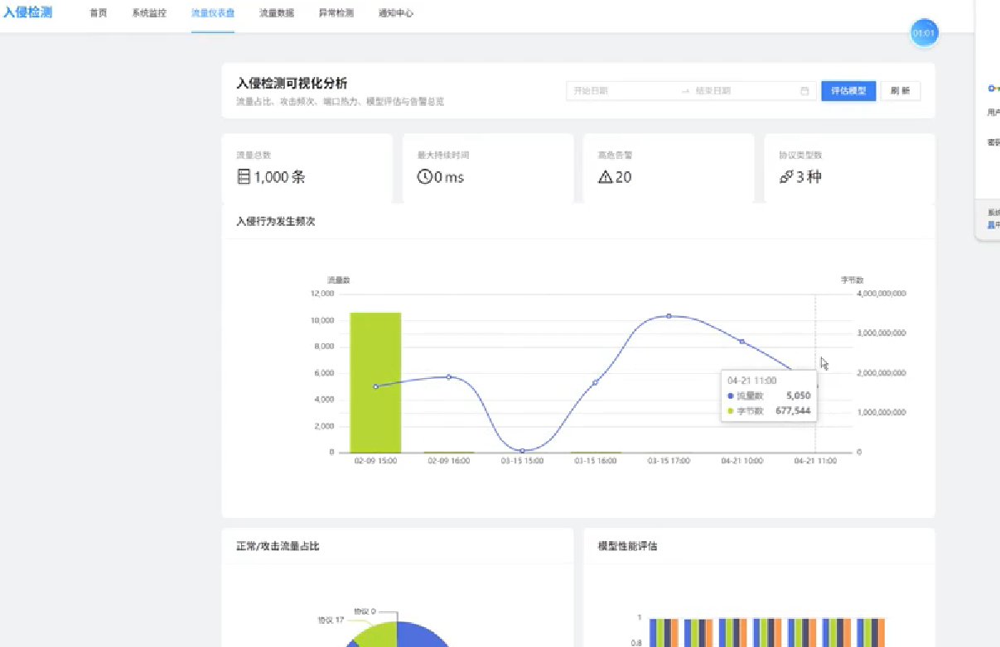 入侵检测 首页 系统监控 流量仪表盘 流量数据 异常检测 通知中心
01:01
入侵检测可视化分析
流量占比、攻击频次、端口热力、模型评估与告警总览
开始日期 → 结束日期 评估模型 刷新
流量总数 最大持续时间 高危告警 协议类型数
1,000 条 0 ms 20 3 种
入侵行为发生频次
流量数 字节数
12,000 4,000,000,000
10,000
3,000,000,000
8,000
6,000 2,000,000,000
4,000
1,000,000,000
2,000
0 0
04-21 11:00
流量数 5,050
字节数 677,544
02-09 15:00 02-09 16:00 03-15 15:00 03-15 16:00 03-15 17:00 04-21 10:00 04-21 11:00
正常/攻击流量占比 模型性能评估
协议 0
协议 17
1
0.8
用户
系统